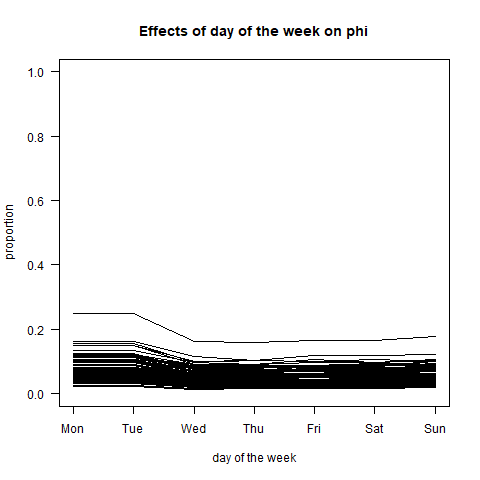 Effects of day of the week on phi
proportion
1.0
0.8
0.6
0.4
0.2
0.0
Mon Tue Wed Thu Fri Sat Sun
day of the week